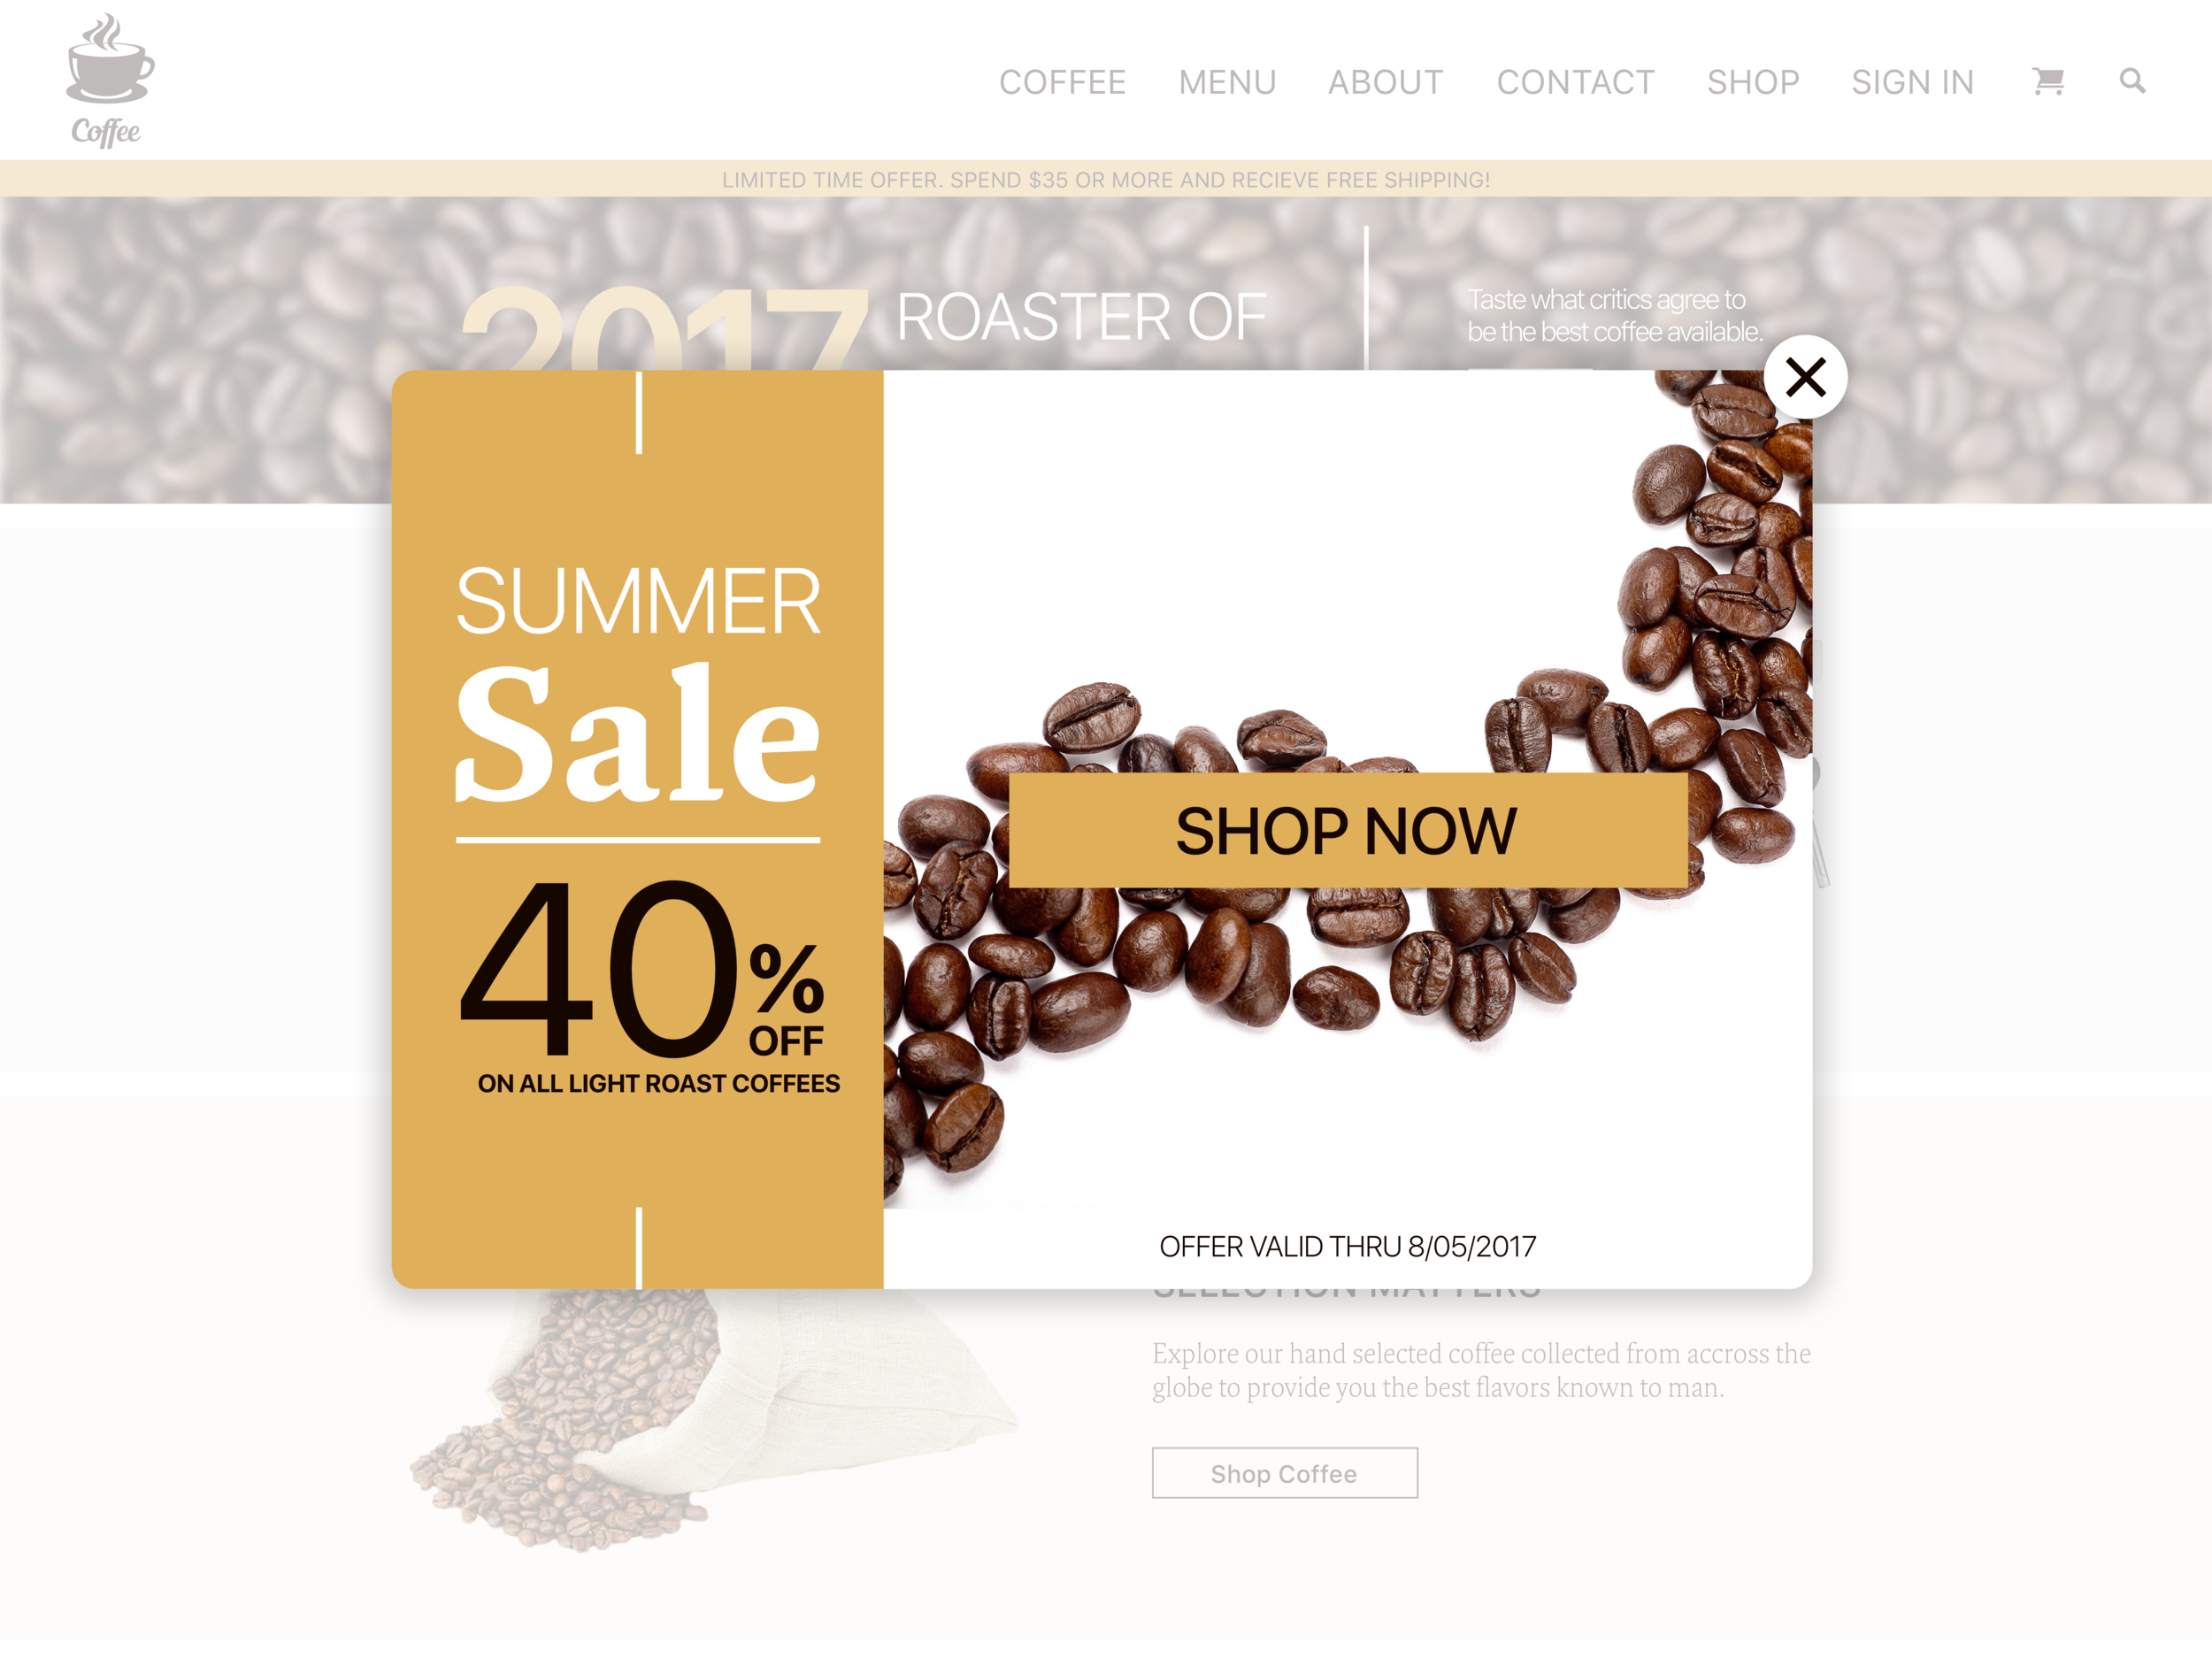 Coffee
COFFEE MENU ABOUT CONTACT SHOP SIGN IN
LIMITED TIME OFFER. SPEND $35 OR MORE AND RECIEVE FREE SHIPPING!
2017 ROASTER OF
Taste what critics agree to
be the best coffee available.
SUMMER
Sale
40%
OFF
ON ALL LIGHT ROAST COFFEES
SHOP NOW
OFFER VALID THRU 8/05/2017
SELECTION MATTERS
Explore our hand selected coffee collected from accross the
globe to provide you the best flavors known to man.
Shop Coffee